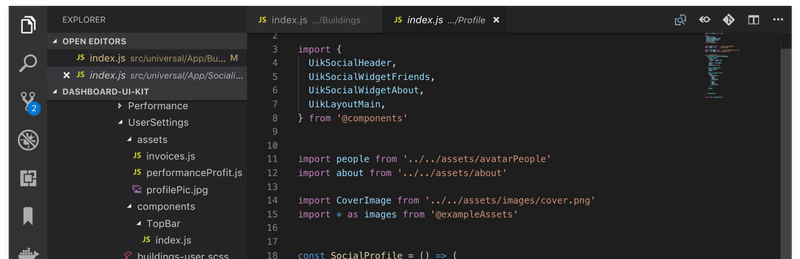 EXPLORER
OPEN EDITORS
JS index.js src/universal/App/Bu... M
JS index.js src/universal/App/Sociali...
DASHBOARD-UI-KIT
Performance
UserSettings
assets
JS invoices.js
JS performanceProfit.js
profilePic.jpg
components
TopBar
JS index.js
buildings-user.scss
2
JS index.js .../Buildings
JS index.js .../Profile
2
3 import {
4 UikSocialHeader,
5 UikSocialWidgetFriends,
6 UikSocialWidgetAbout,
7 UikLayoutMain,
8 } from '@components'
9
10
11 import people from '../../assets/avatarPeople'
12 import about from '../../assets/about'
13
14 import CoverImage from '../../assets/images/cover.png'
15 import * as images from '@exampleAssets'
16
17
18 const SocialProfile = () => (